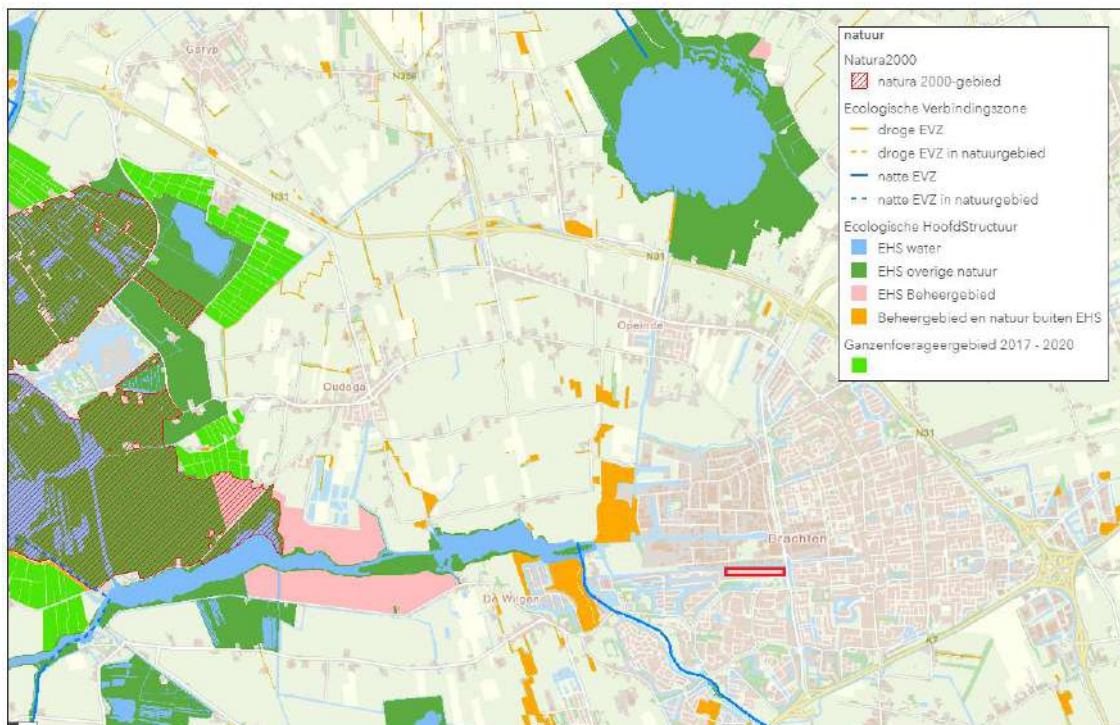 natuur
Natura2000
natura 2000-gebied
Ecologische Verbindingszone
droge EVZ
droge EVZ in natuurgebied
natte EVZ
natte EVZ in natuurgebied
Ecologische HoofdStructuur
EHS water
EHS overige natuur
EHS Beheergebied
Beheergebied en natuur buiten EHS
Ganzenfoerageergebied 2017 - 2020
Garyp
N356
N31
N31
Opeinde
Oudega
N31
Drachten
De Wilgen
A7